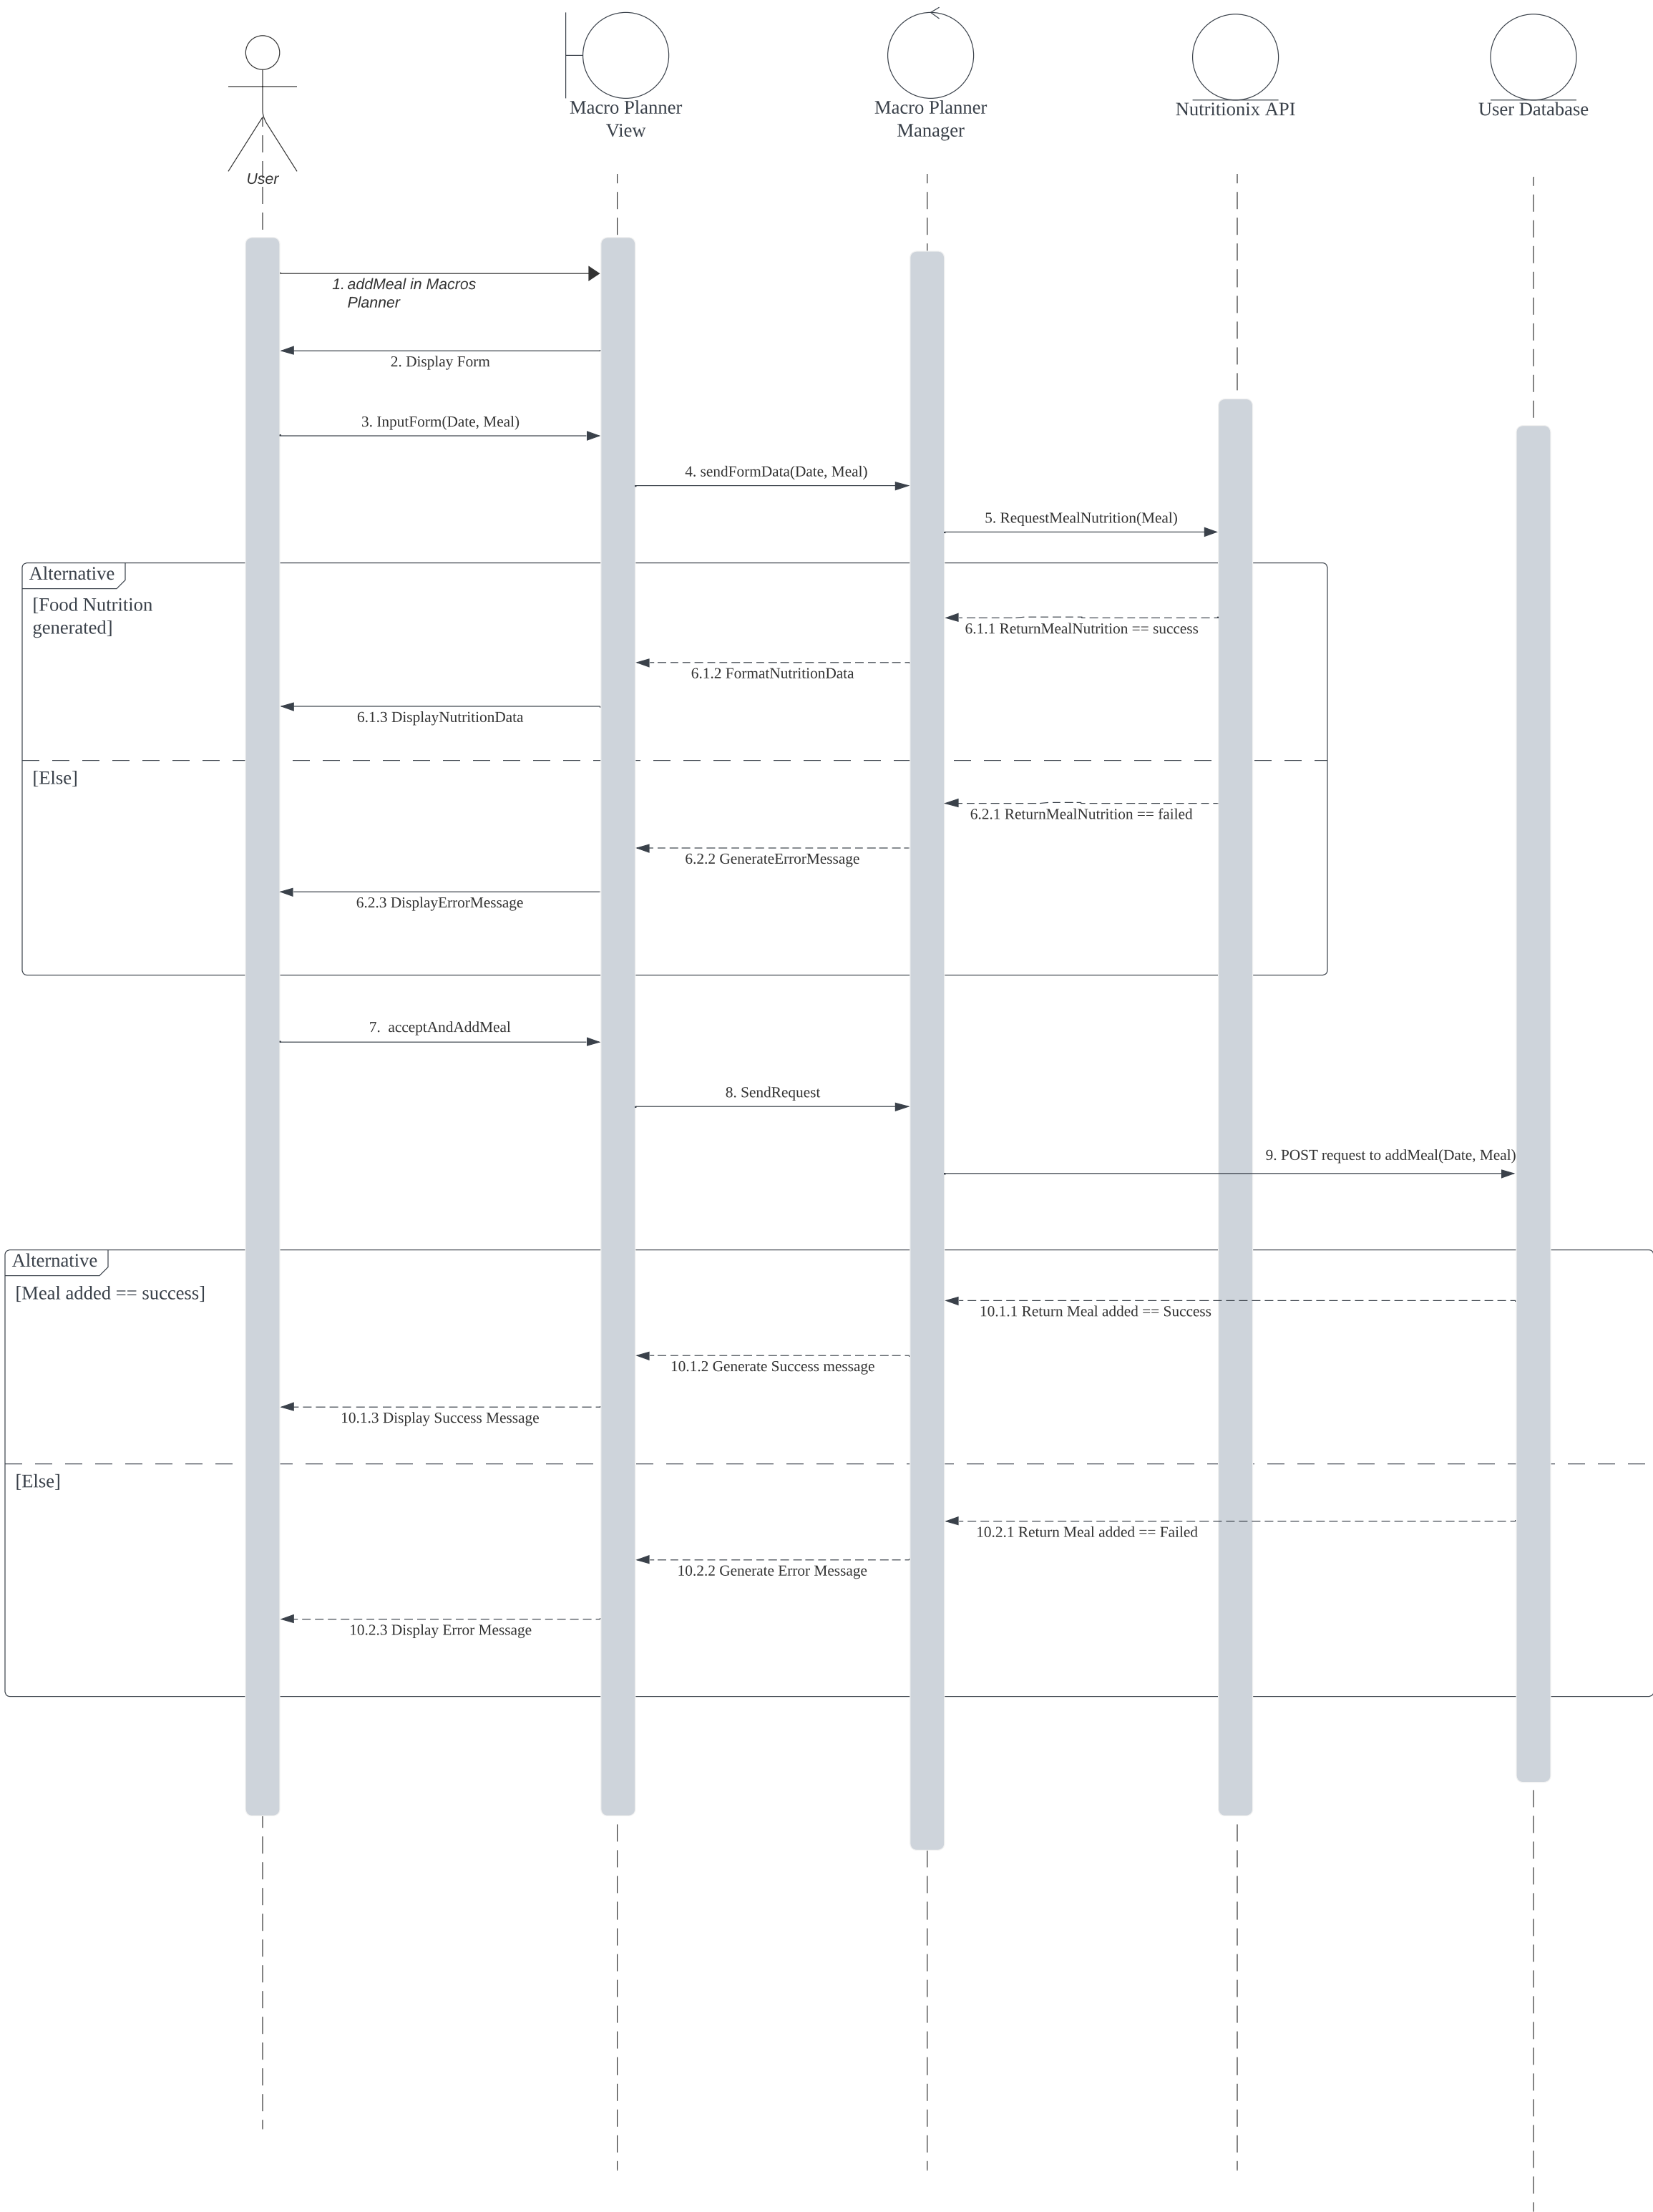 Macro Planner
View
Macro Planner
Manager
Nutritionix API
User Database
User
1. addMeal in Macros
Planner
2. Display Form
3. InputForm(Date, Meal)
4. sendFormData(Date, Meal)
5. RequestMealNutrition(Meal)
Alternative
[Food Nutrition
generated]
6.1.1 ReturnMealNutrition == success
6.1.2 FormatNutritionData
6.1.3 DisplayNutritionData
[Else]
6.2.1 ReturnMealNutrition == failed
6.2.2 GenerateErrorMessage
6.2.3 DisplayErrorMessage
7.  acceptAndAddMeal
8. SendRequest
9. POST request to addMeal(Date, Meal)
Alternative
[Meal added == success]
10.1.1 Return Meal added == Success
10.1.2 Generate Success message
10.1.3 Display Success Message
[Else]
10.2.1 Return Meal added == Failed
10.2.2 Generate Error Message
10.2.3 Display Error Message